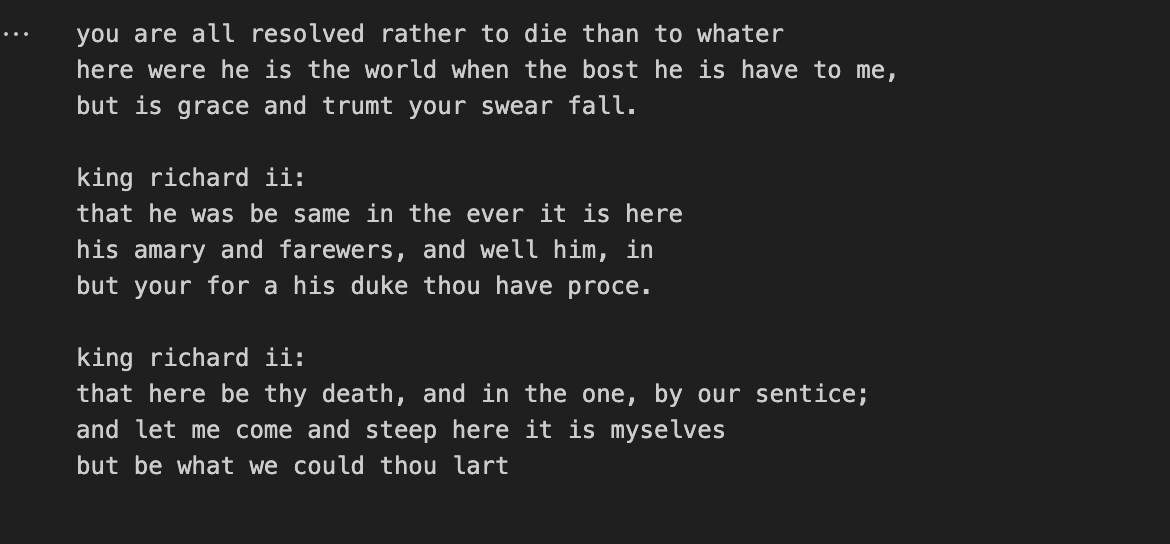 you are all resolved rather to die than to whater
here were he is the world when the bost he is have to me,
but is grace and trumt your swear fall.

king richard ii:
that he was be same in the ever it is here
his amary and farewers, and well him, in
but your for a his duke thou have proce.

king richard ii:
that here be thy death, and in the one, by our sentice;
and let me come and steep here it is myselves
but be what we could thou lart